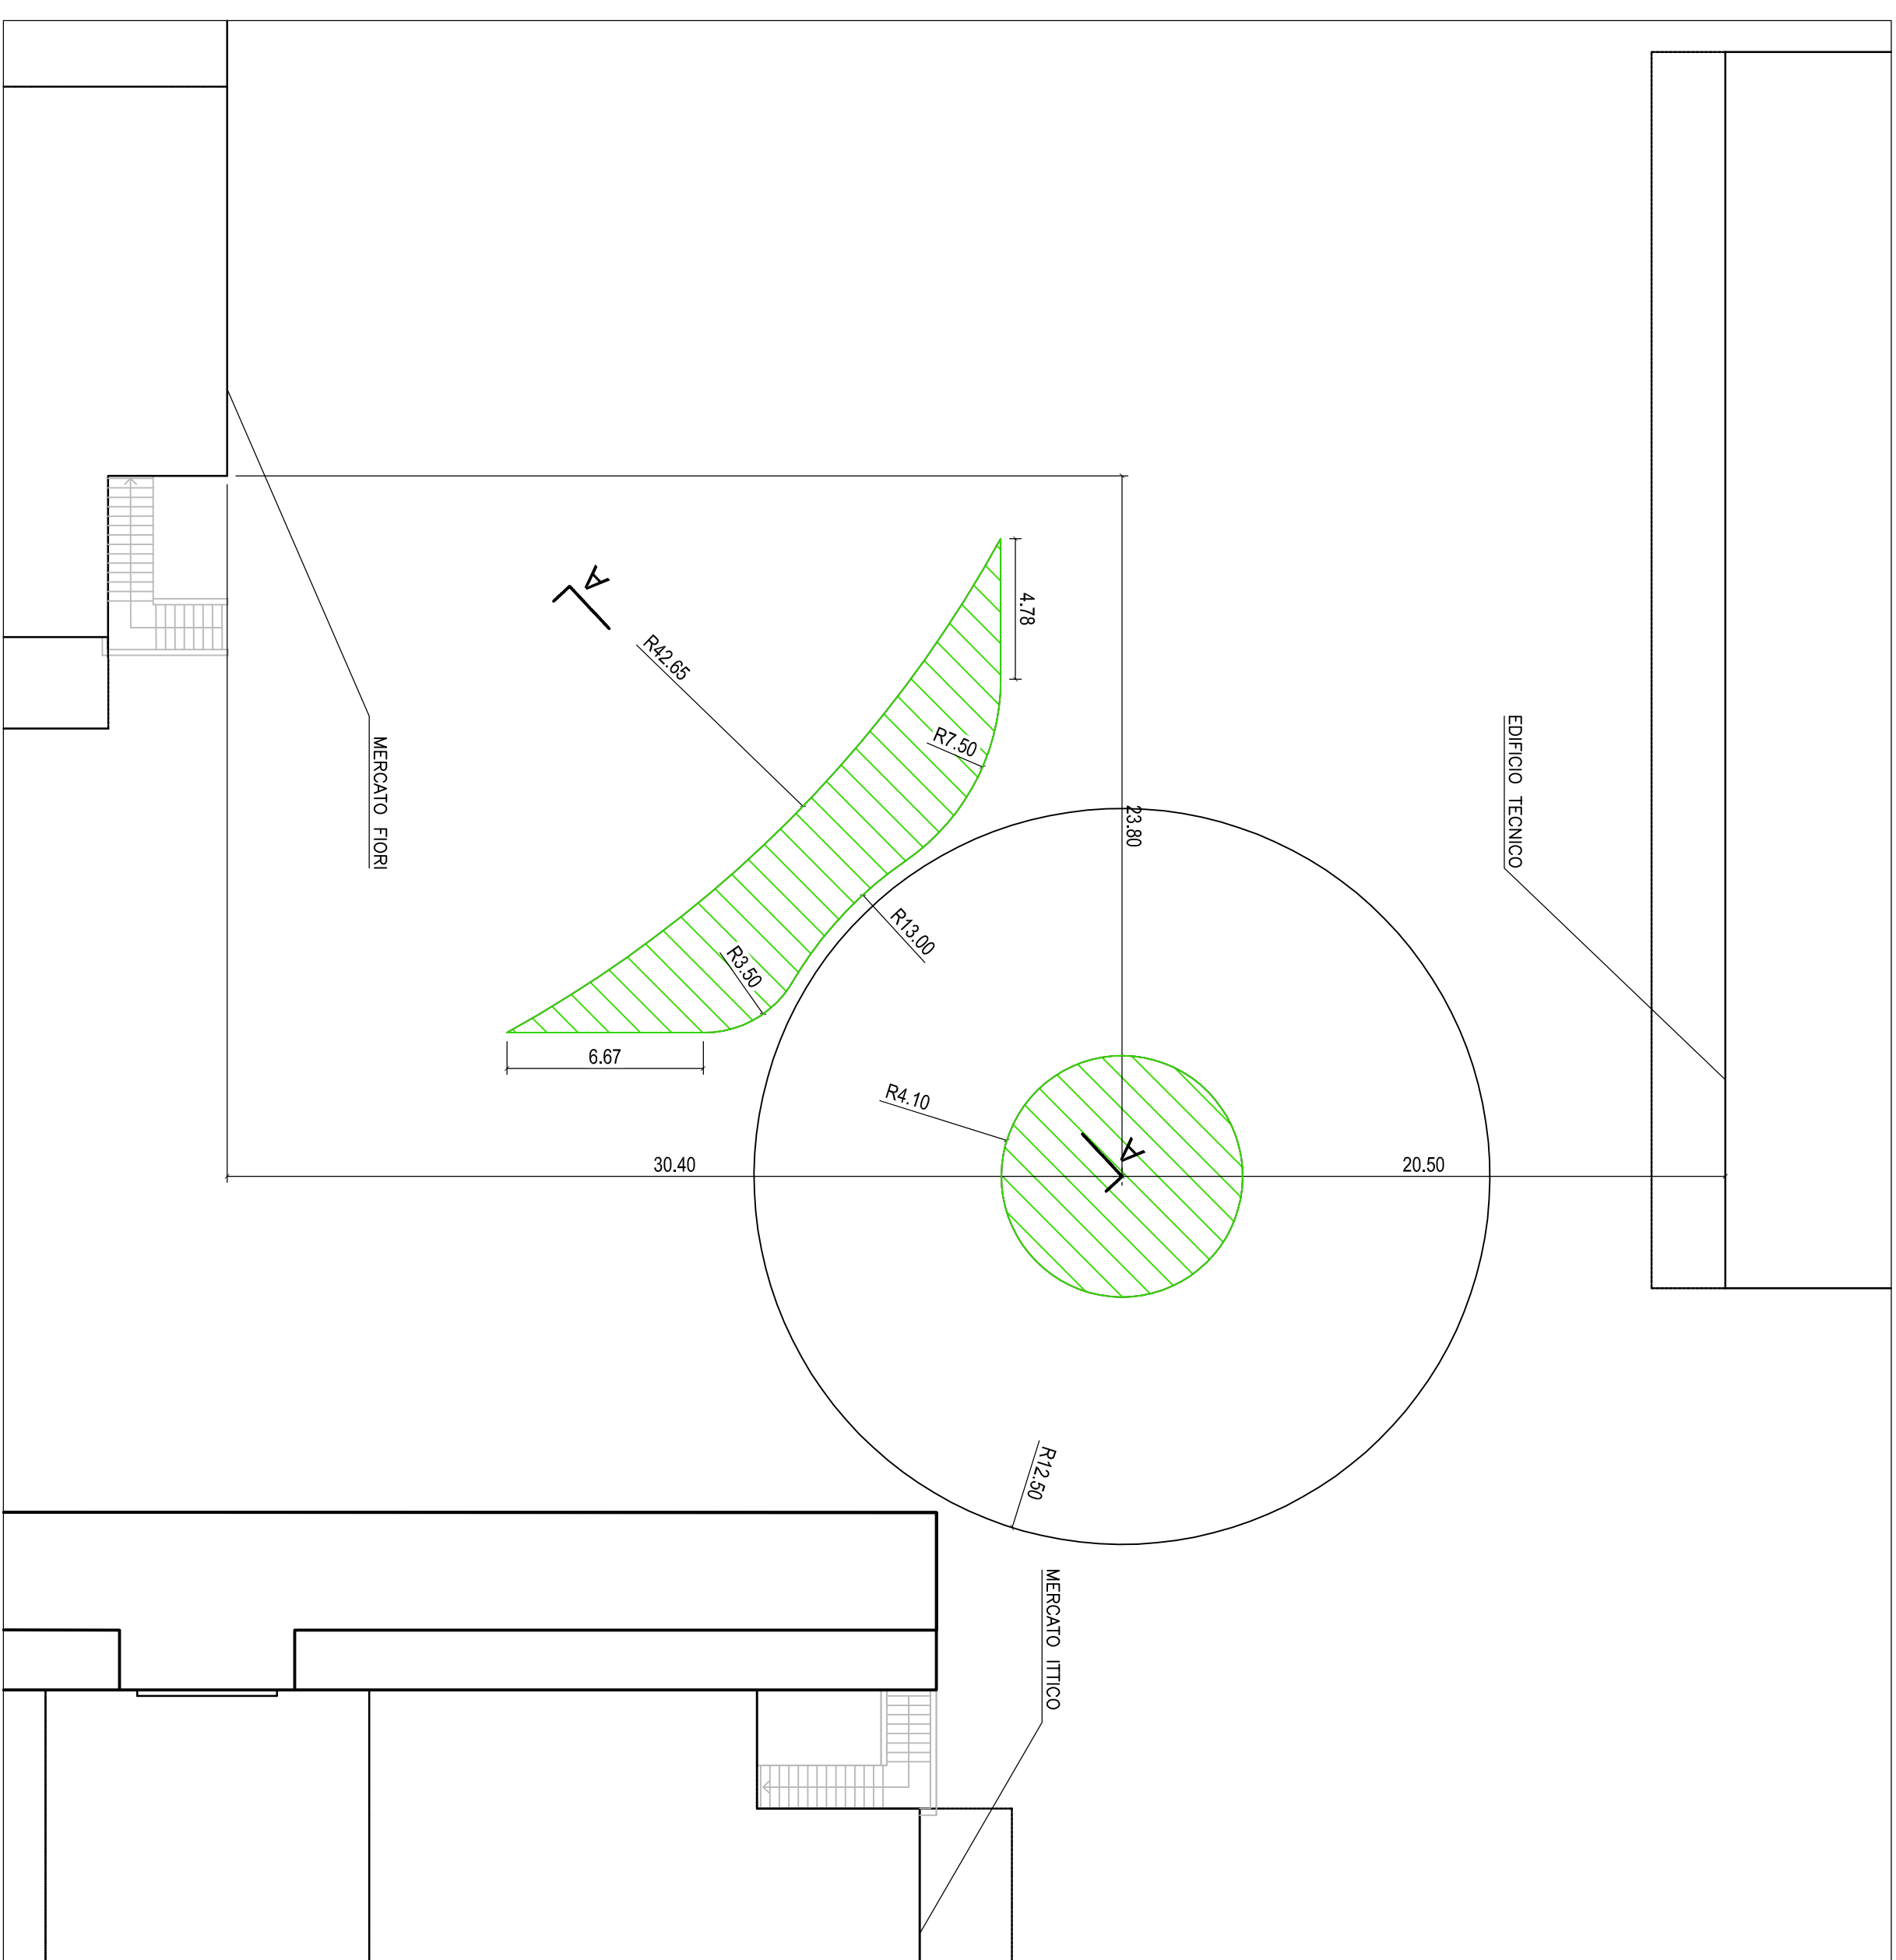 A
4.78
R42.65
R7.50
EDIFICIO TECNICO
MERCATO FIORI
23.80
R13.00
R3.50
6.67
R4.10
A
30.40
20.50
R12.50
MERCATO ITTICO